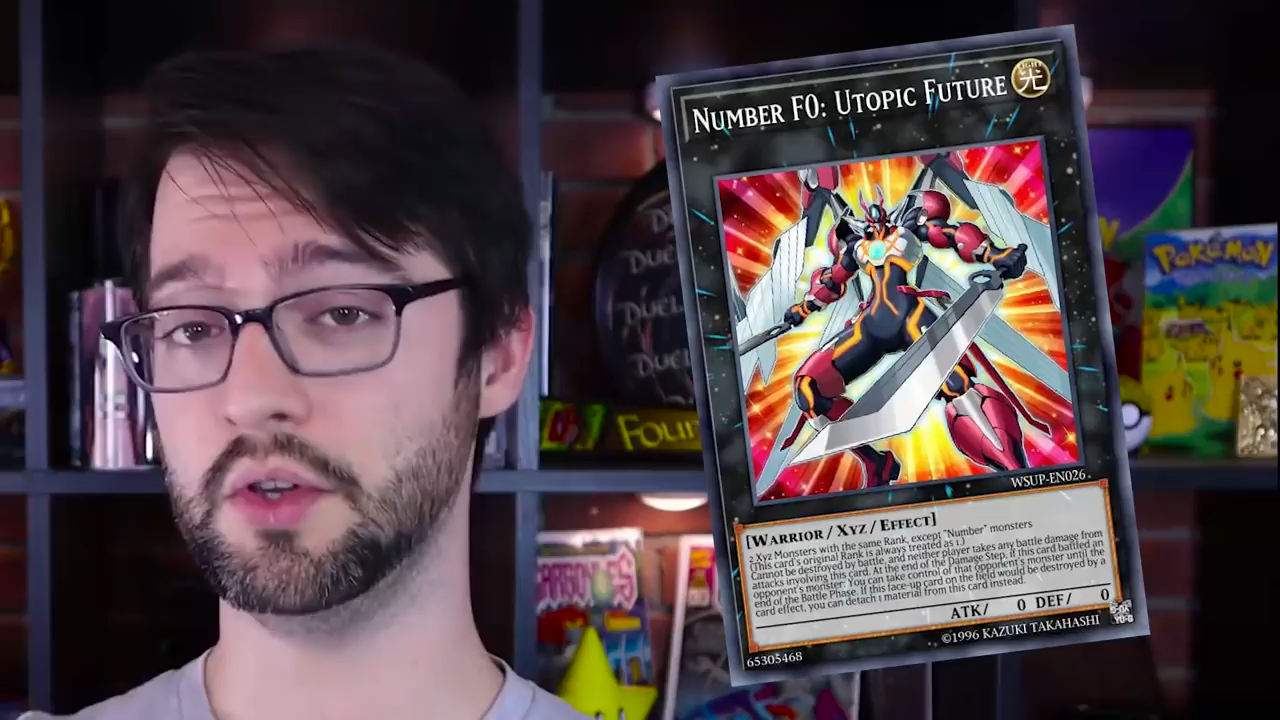 NUMBER F0: UTOPIC FUTURE
LIGHT
光
WSUP-EN026
[WARRIOR / XYZ / EFFECT]
2 Xyz Monsters with the same Rank, except "Number" monsters
(This card's original Rank is always treated as 1.)
Cannot be destroyed by battle, and neither player takes any battle damage from
attacks involving this card. At the end of the Damage Step, if this card battled an
opponent's monster: You can take control of that opponent's monster until the
end of the Battle Phase. If this face-up card on the field would be destroyed by a
card effect, you can detach 1 material from this card instead.
ATK/ 0 DEF/ 0
65305468
©1996 KAZUKI TAKAHASHI
DUEL
DUEL
POKéMON
FOUR
GARGOYLES